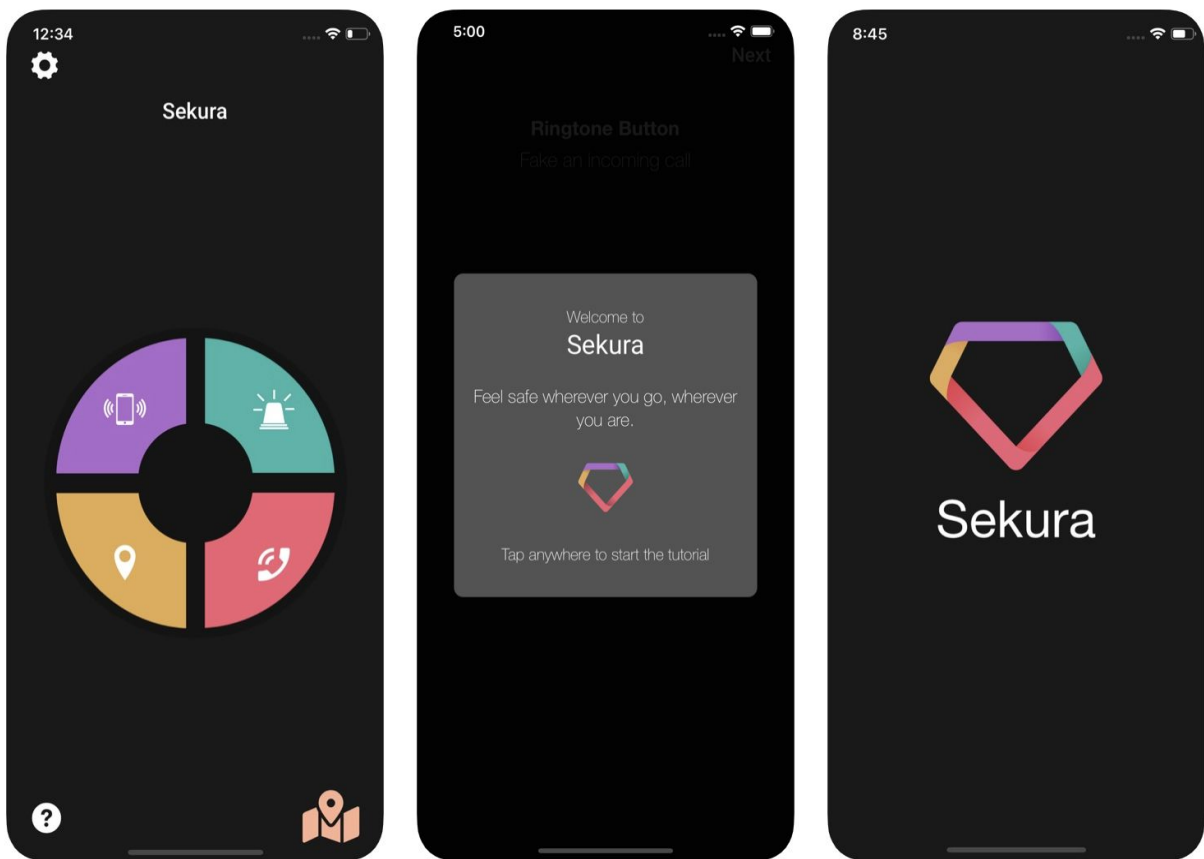 12:34
Sekura
?
5:00
Next
Ringtone Button
Fake an incoming call
Welcome to
Sekura
Feel safe wherever you go, wherever
you are.
Tap anywhere to start the tutorial
8:45
Sekura